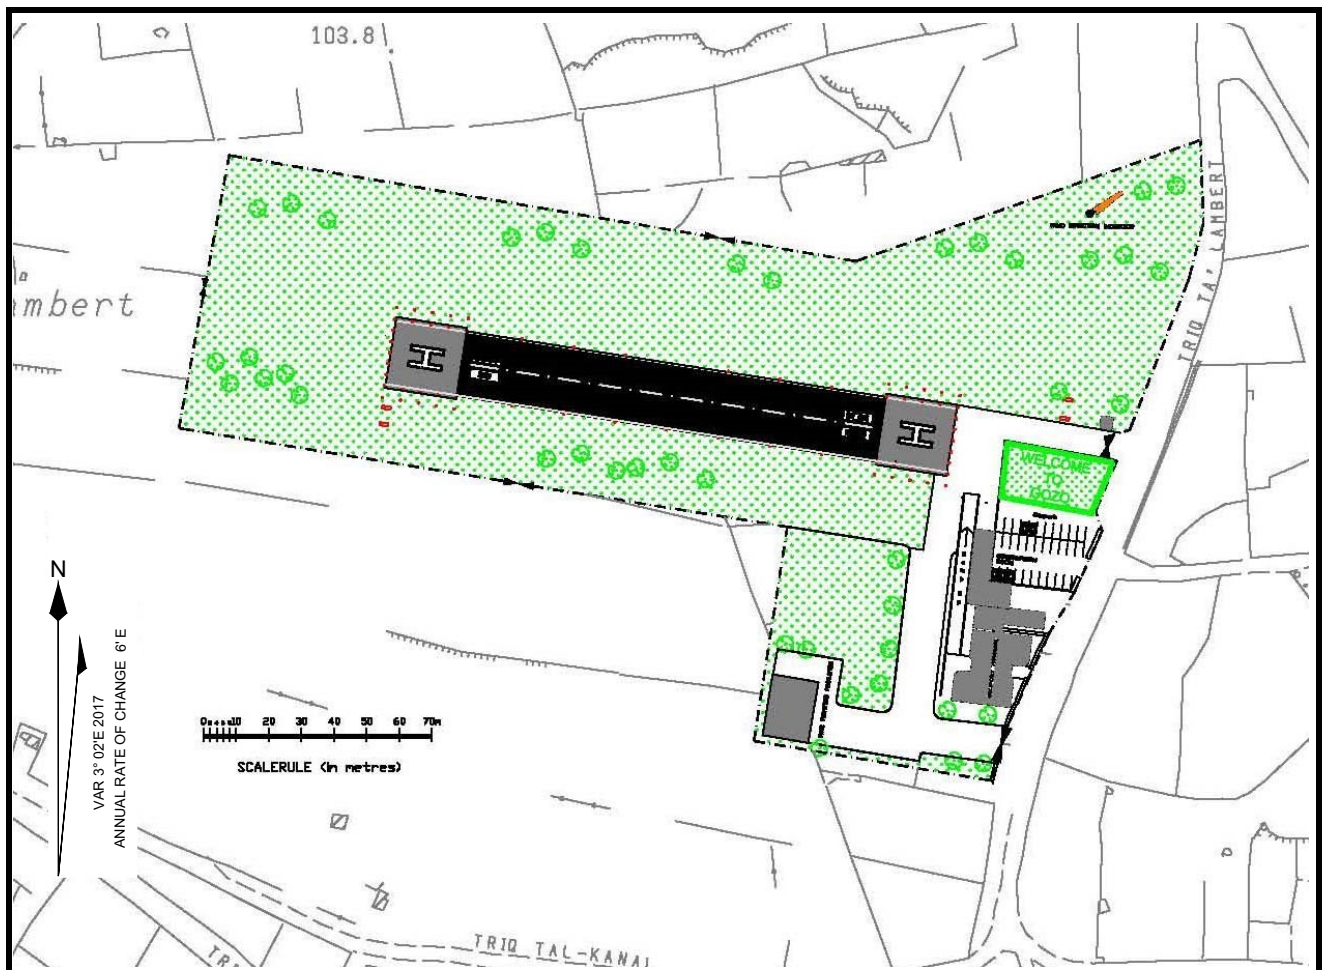 103.8
TRIQ TA' LAMBERT
mbert
H
H
WELCOME
TO
GOZO
N
VAR 3° 02'E 2017
ANNUAL RATE OF CHANGE 6'E
10 20 30 40 50 60 70m
SCALERULE (in metres)
TRIQ TAL-KANAL